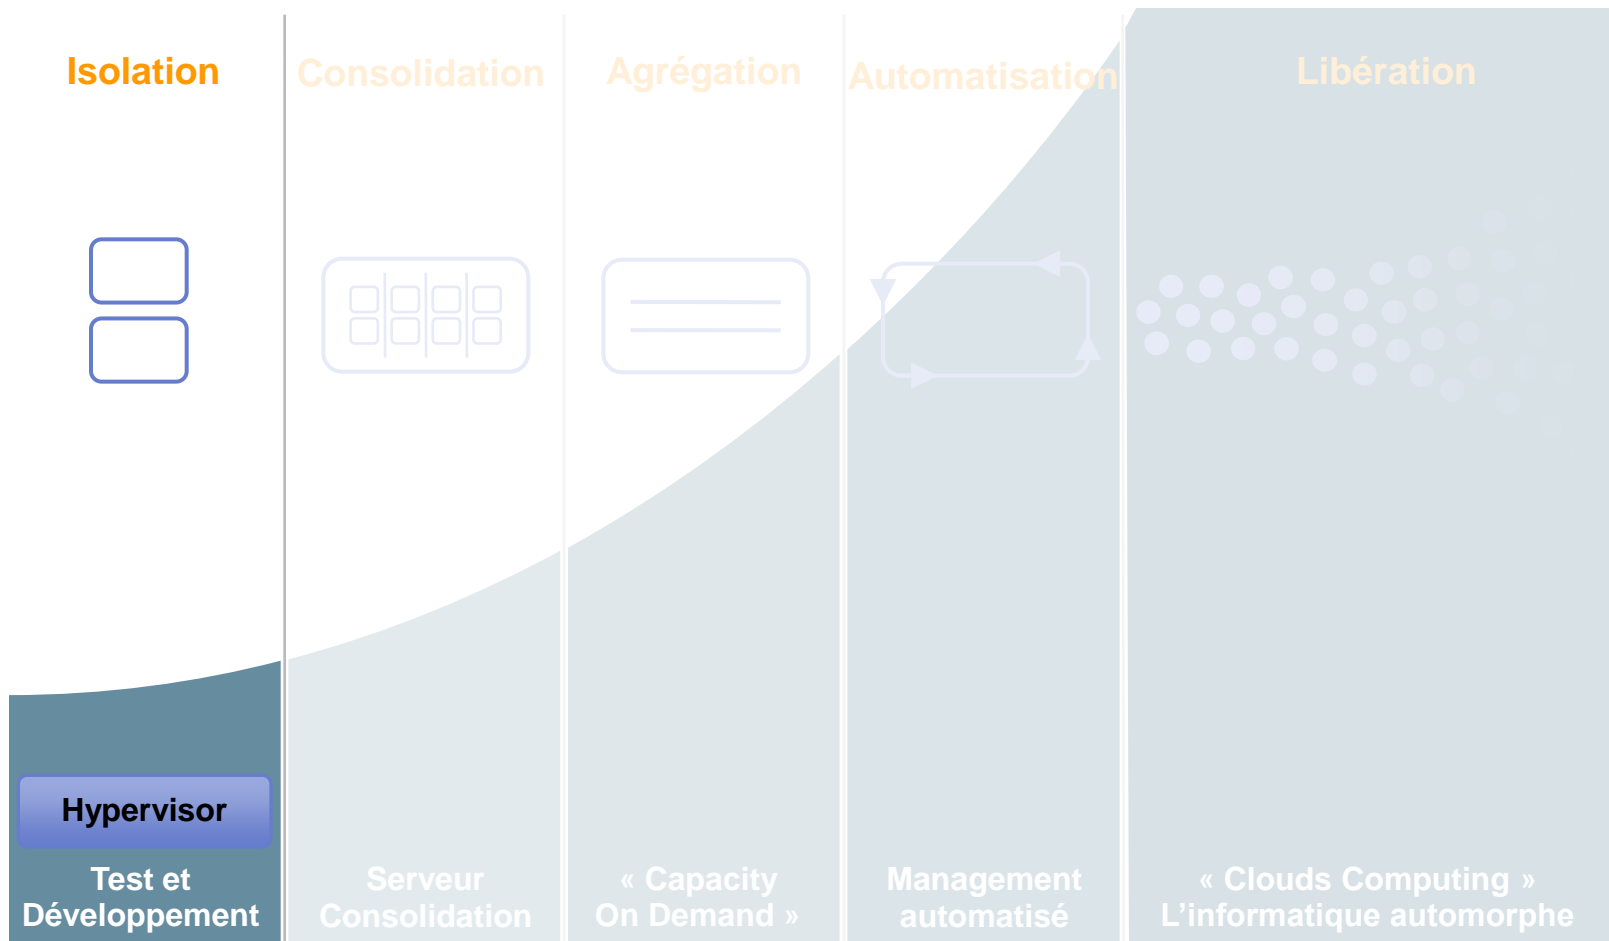 Isolation
Consolidation
Agrégation
Automatisation
Libération
Hypervisor
Test et
Développement
Serveur
Consolidation
« Capacity
On Demand »
Management
automatisé
« Clouds Computing »
L’informatique automorphe